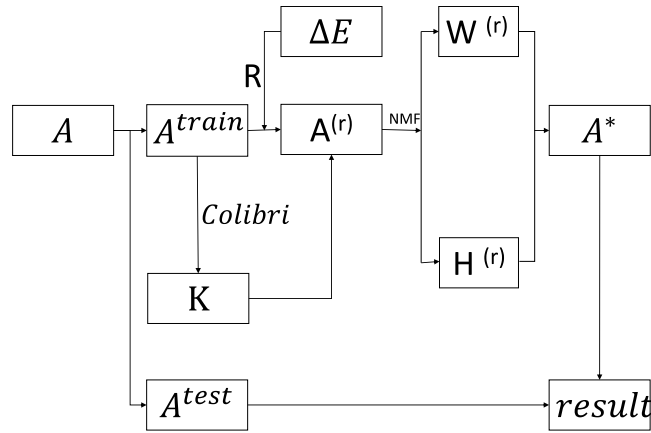 ΔE
W (r)
R
A
A^train
A^(r)
NMF
A*
Colibri
H (r)
K
A^test
result